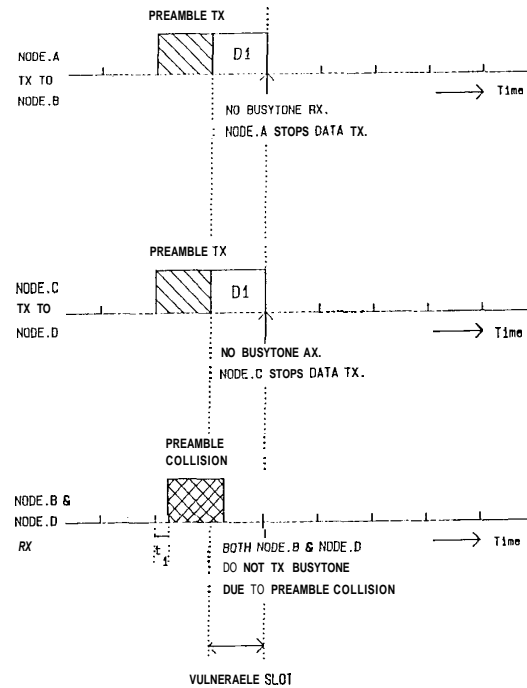 PREAMBLE TX
D1
NODE.A
TX TO
NODE.B
Time
NO BUSYTONE RX.
NODE.A STOPS DATA TX.
PREAMBLE TX
D1
NODE.C
TX TO
NODE.D
Time
NO BUSYTONE AX.
NODE.C STOPS DATA TX.
PREAMBLE
COLLISION
NODE.B &
NODE.D
RX
Time
t1
BOTH NODE.B & NODE.D
DO NOT TX BUSYTONE
DUE TO PREAMBLE COLLISION
VULNERAELE SLOT